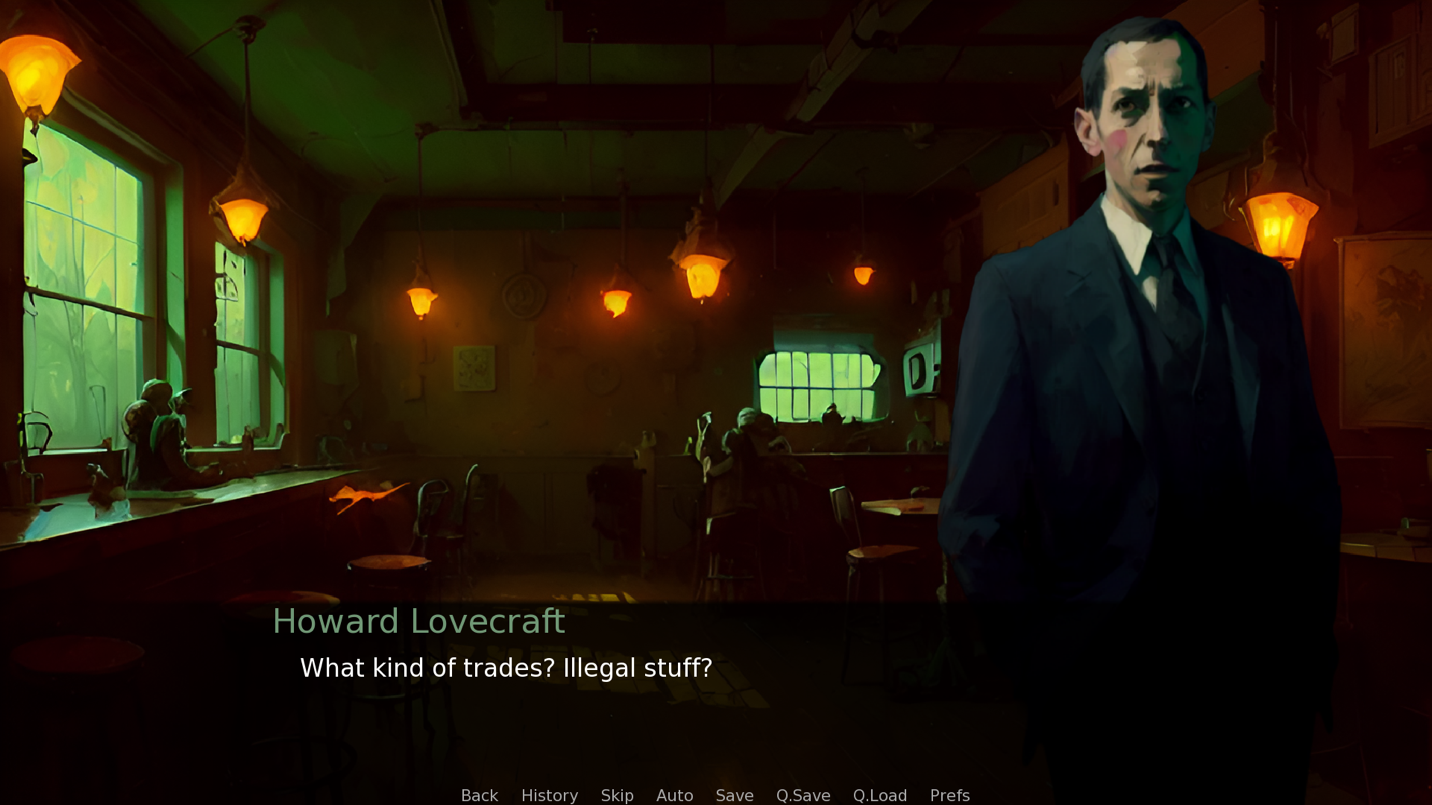 Howard Lovecraft
What kind of trades? Illegal stuff?
Back History Skip Auto Save Q.Save Q.Load Prefs